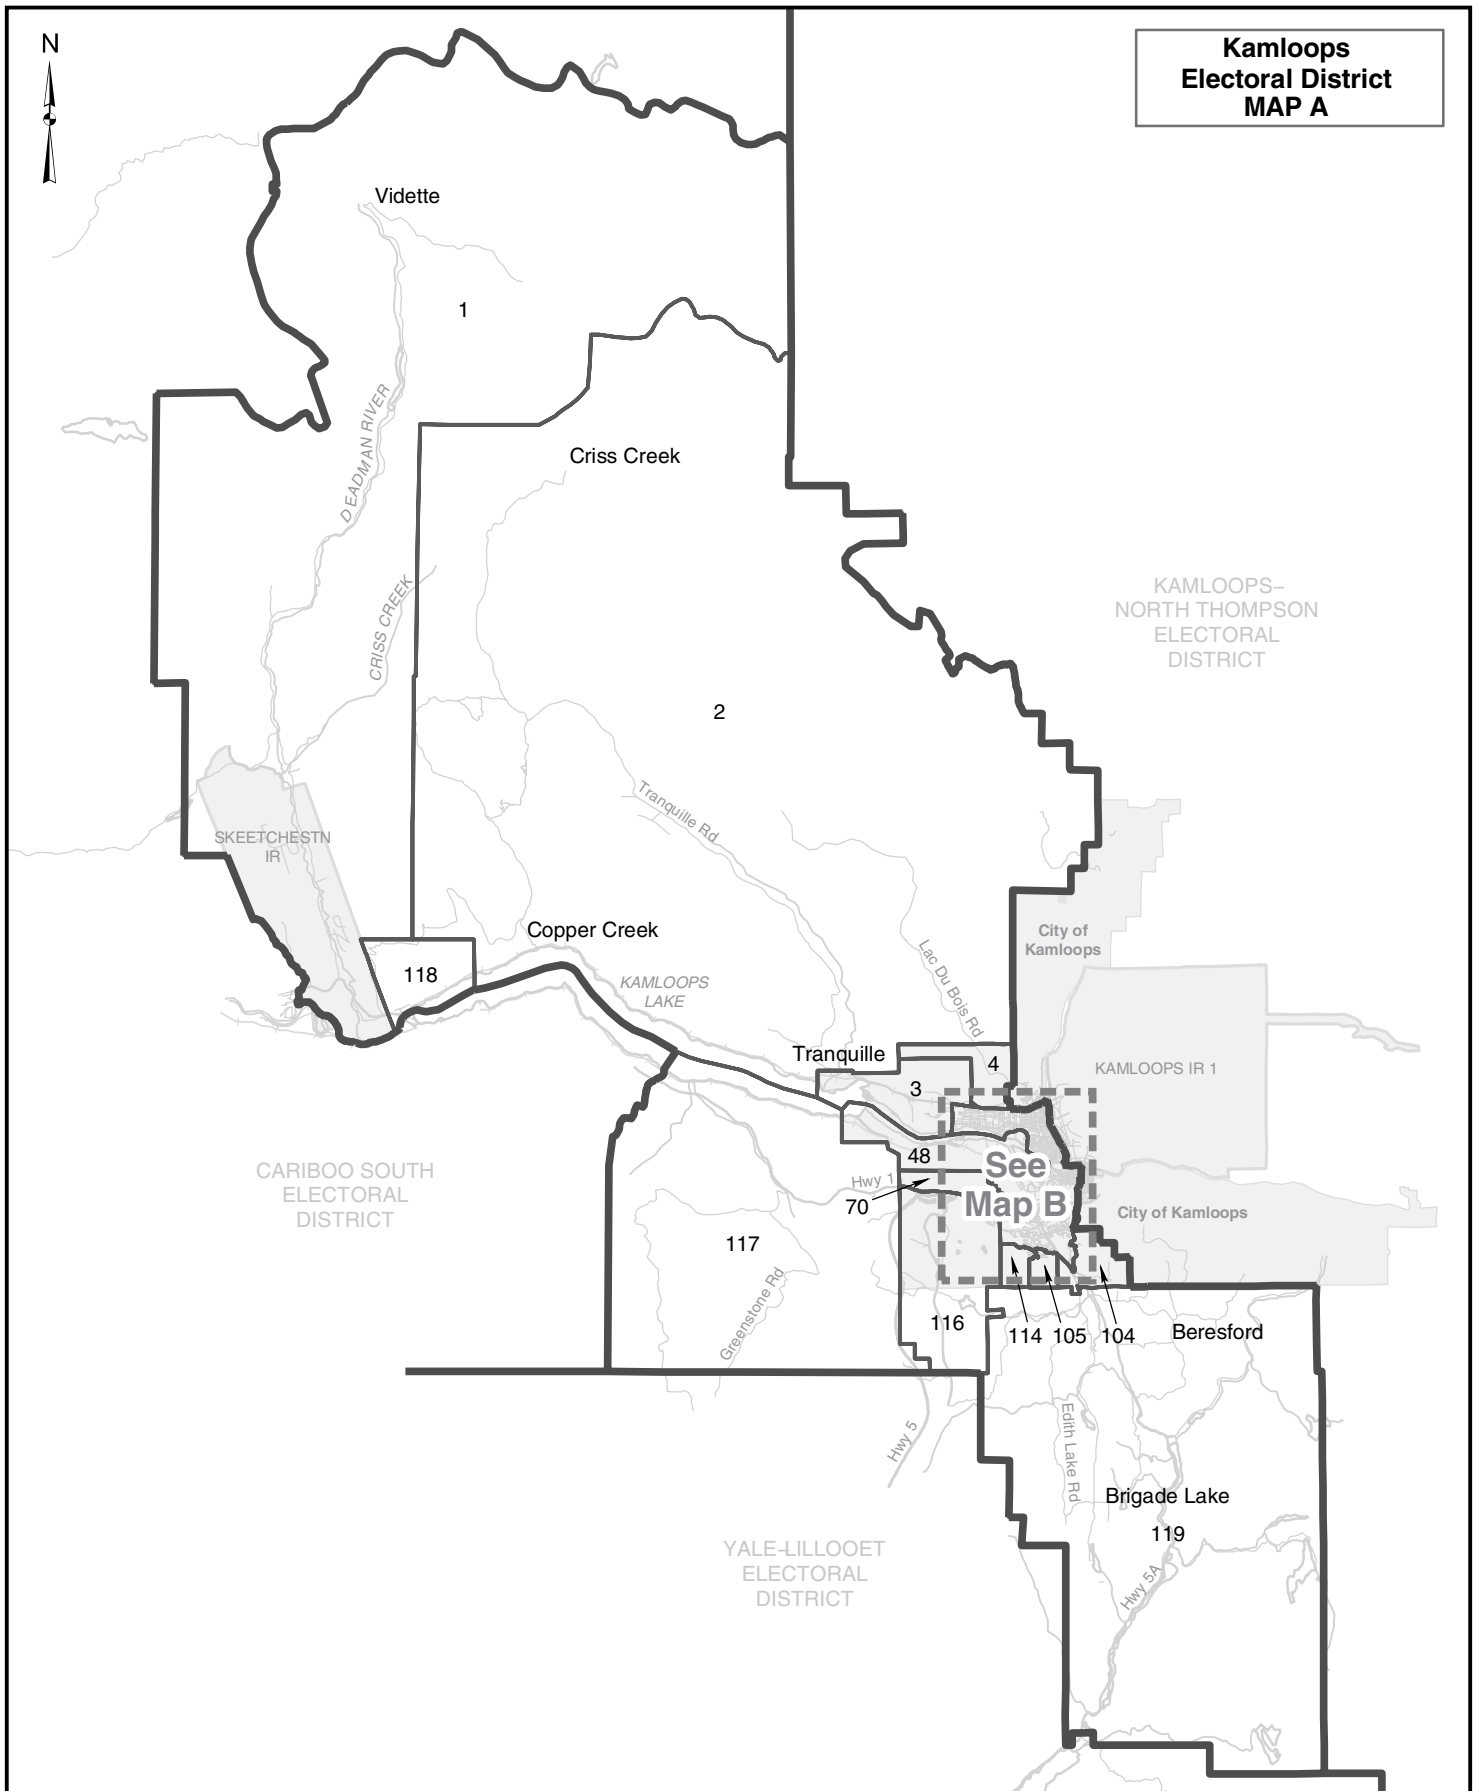 N
Kamloops
Electoral District
MAP A
Vidette
1
DEADMAN RIVER
Criss Creek
CRISS CREEK
KAMLOOPS–
NORTH THOMPSON
ELECTORAL
DISTRICT
2
Tranquille Rd
SKEETCHESTN
IR
Copper Creek
City of
Kamloops
118
KAMLOOPS
LAKE
Lac Du Bois Rd
Tranquille
4
3
KAMLOOPS IR 1
48
See
Map B
CARIBOO SOUTH
ELECTORAL
DISTRICT
Hwy 1
70
City of Kamloops
117
Greenstone Rd
116
114
105
104
Beresford
Hwy 5
Edith Lake Rd
Brigade Lake
119
YALE–LILLOOET
ELECTORAL
DISTRICT
Hwy 5A